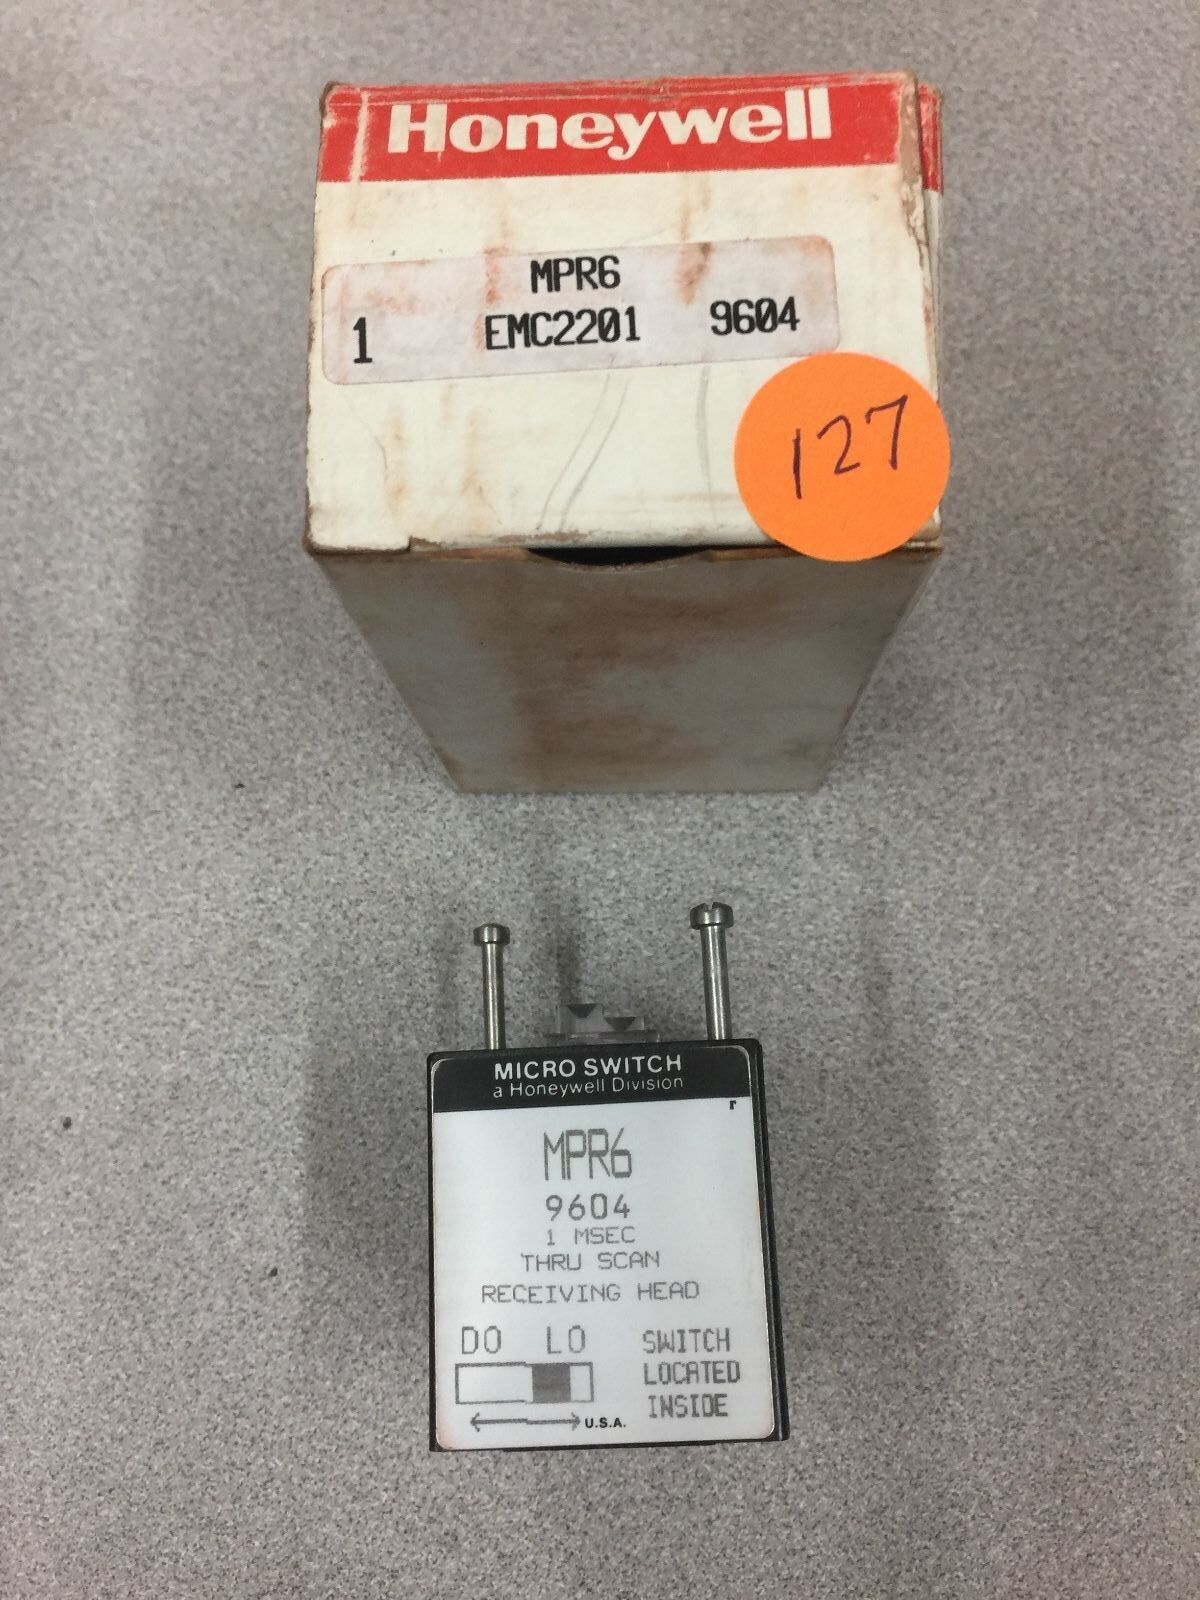 Honeywell
MPR6
1 EMC2201 9604
127
MICRO SWITCH
a Honeywell Division
r
MPR6
9604
1 MSEC
THRU SCAN
RECEIVING HEAD
DO LO SWITCH
LOCATED
U.S.A. INSIDE